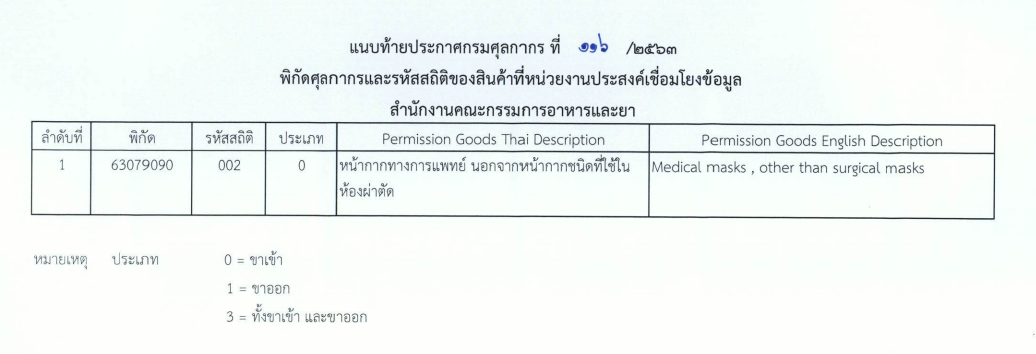 แนบท้ายประกาศกรมศุลกากร ที่ ๑๑๖ /๒๕๖๓
พิกัดศุลกากรและรหัสสถิติของสินค้าที่หน่วยงานประสงค์เชื่อมโยงข้อมูล
สำนักงานคณะกรรมการอาหารและยา
ลำดับที่ พิกัด รหัสสถิติ ประเภท Permission Goods Thai Description Permission Goods English Description
1 63079090 002 0 หน้ากากทางการแพทย์ นอกจากหน้ากากชนิดที่ใช้ใน Medical masks , other than surgical masks
ห้องผ่าตัด
หมายเหตุ ประเภท 0 = ขาเข้า
1 = ขาออก
3 = ทั้งขาเข้า และขาออก